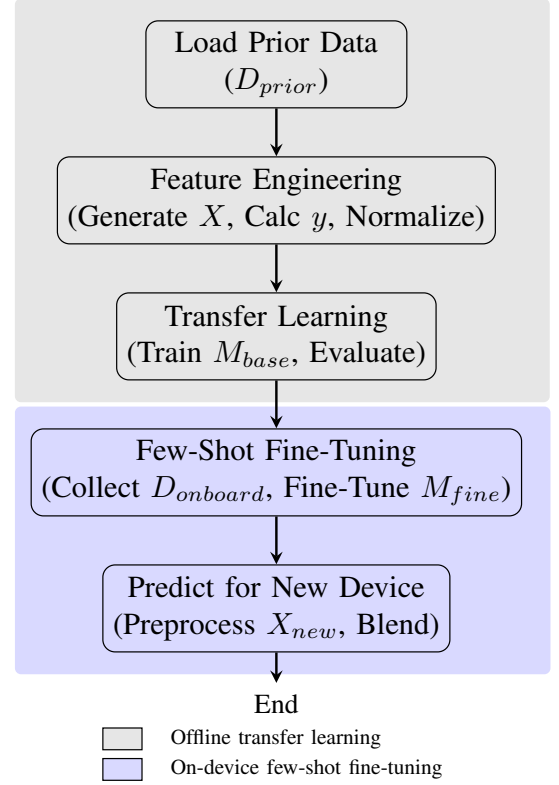 Load Prior Data
(D_prior)
Feature Engineering
(Generate X, Calc y, Normalize)
Transfer Learning
(Train M_base, Evaluate)
Few-Shot Fine-Tuning
(Collect D_onboard, Fine-Tune M_fine)
Predict for New Device
(Preprocess X_new, Blend)
End
Offline transfer learning
On-device few-shot fine-tuning